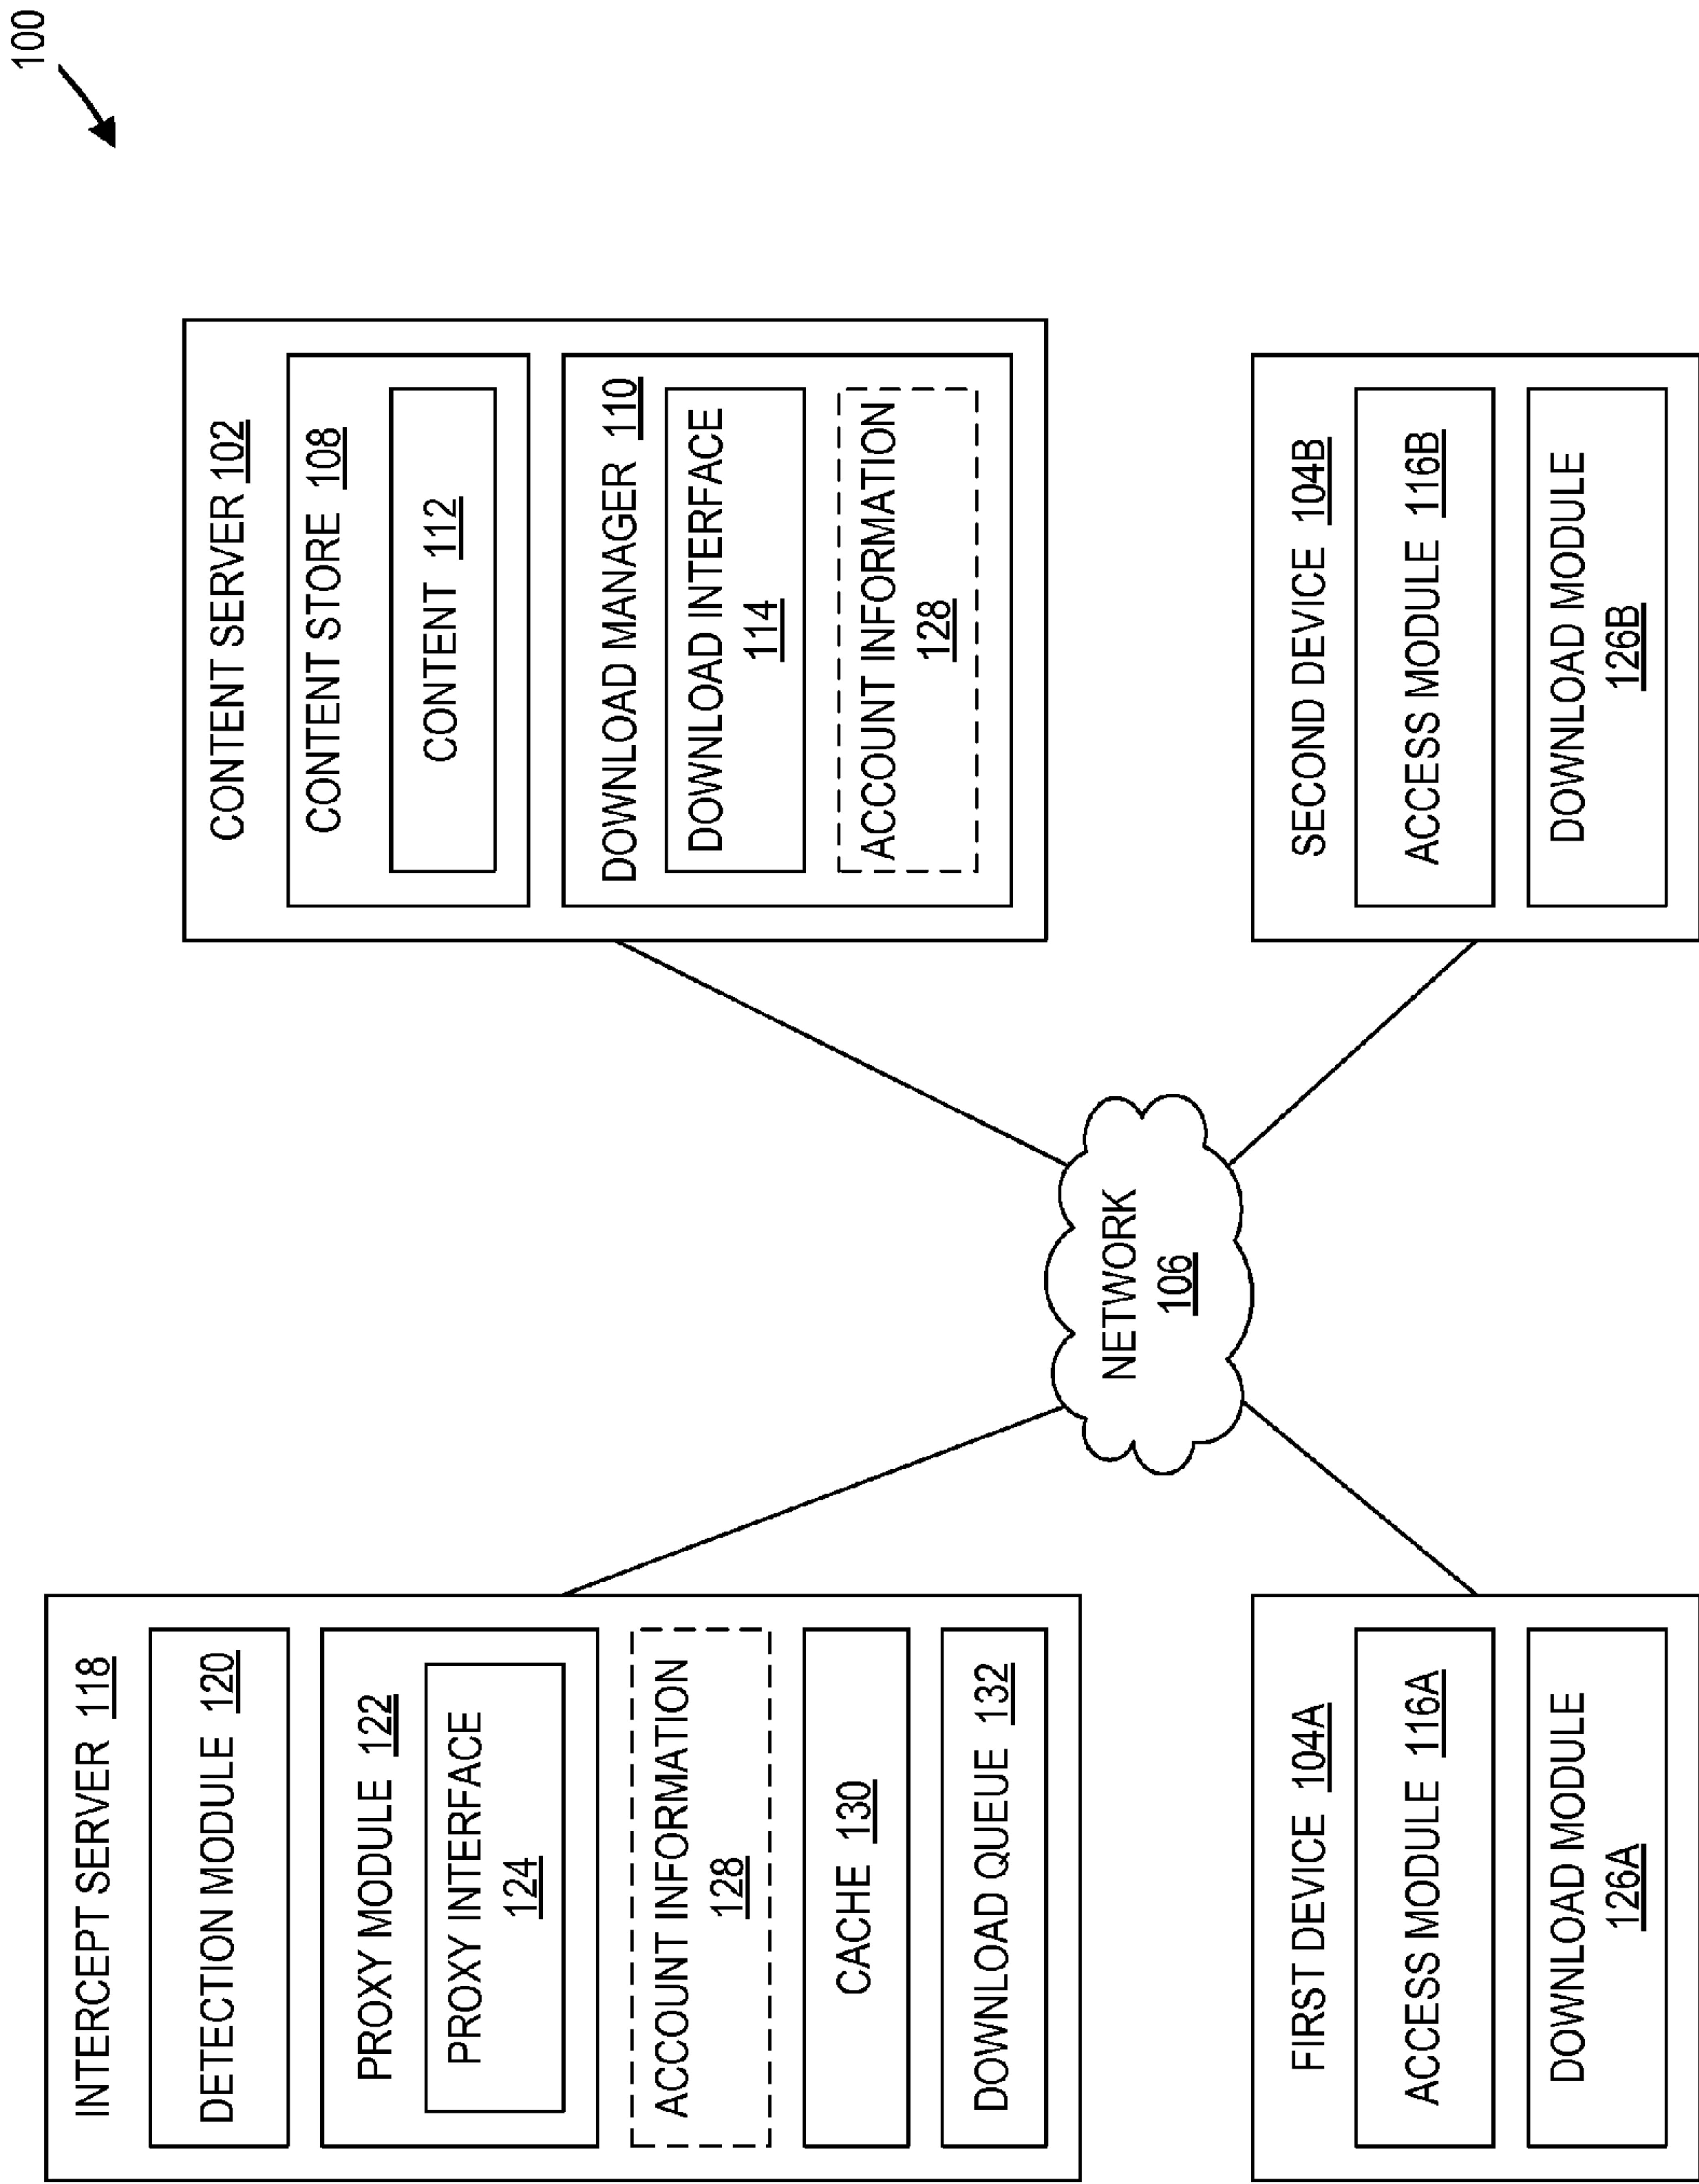 100
INTERCEPT SERVER 118
DETECTION MODULE 120
PROXY MODULE 122
PROXY INTERFACE
124
ACCOUNT INFORMATION
128
CACHE 130
DOWNLOAD QUEUE 132
CONTENT SERVER 102
CONTENT STORE 108
CONTENT 112
DOWNLOAD MANAGER 110
DOWNLOAD INTERFACE
114
ACCOUNT INFORMATION
128
NETWORK
106
FIRST DEVICE 104A
ACCESS MODULE 116A
DOWNLOAD MODULE
126A
SECOND DEVICE 104B
ACCESS MODULE 116B
DOWNLOAD MODULE
126B